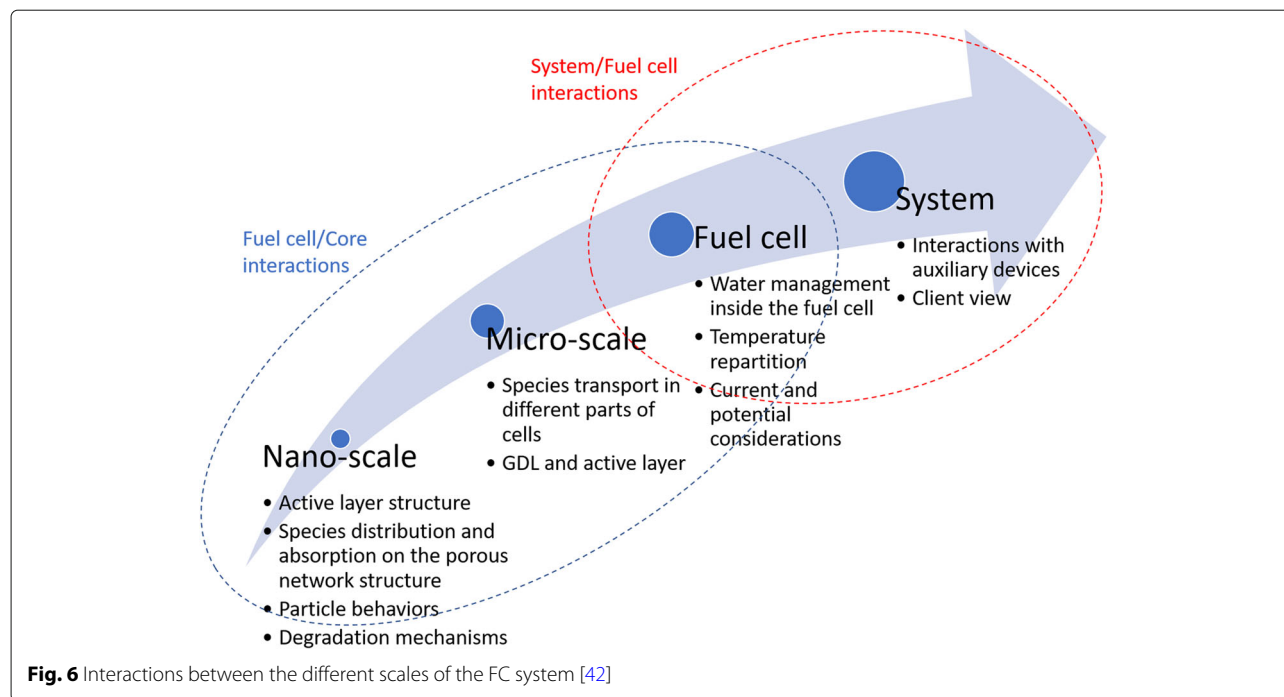 System/Fuel cell
interactions
Fuel cell/Core
interactions
System
• Interactions with
auxiliary devices
• Client view
Fuel cell
• Water management
inside the fuel cell
• Temperature
repartition
• Current and
potential
considerations
Micro-scale
• Species transport in
different parts of
cells
• GDL and active layer
Nano-scale
• Active layer structure
• Species distribution and
absorption on the porous
network structure
• Particle behaviors
• Degradation mechanisms
Fig. 6 Interactions between the different scales of the FC system [42]